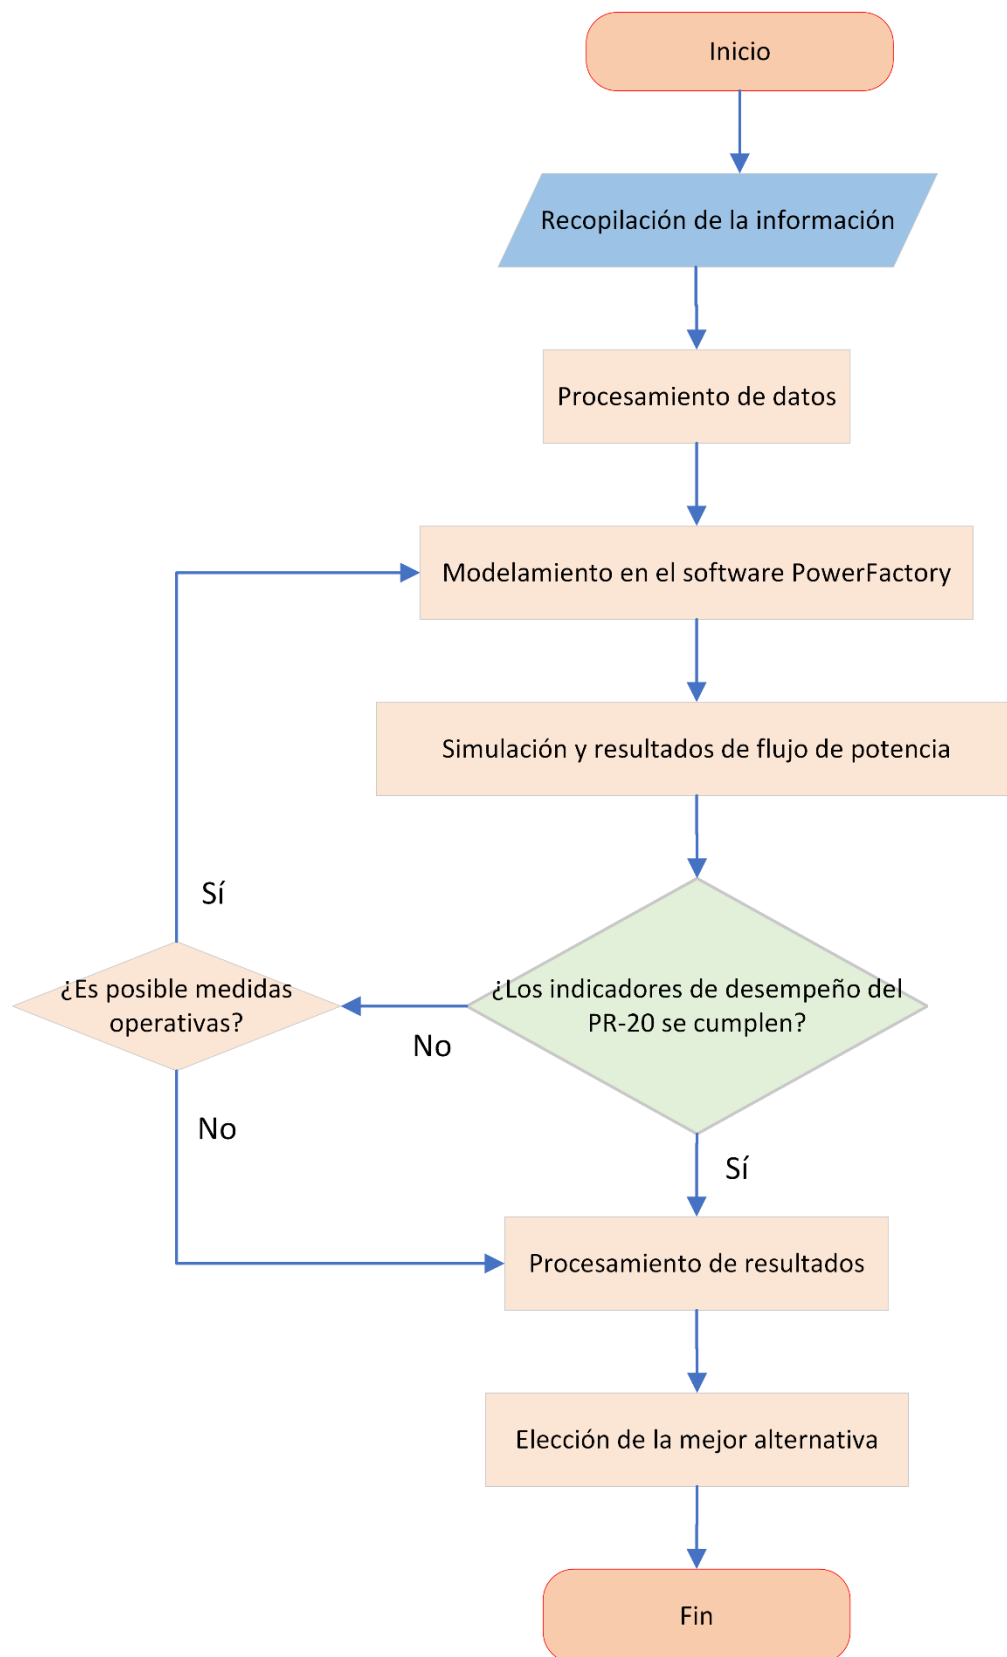 Inicio
Recopilación de la información
Procesamiento de datos
Modelamiento en el software PowerFactory
Simulación y resultados de flujo de potencia
Sí
¿Es posible medidas
operativas?
¿Los indicadores de desempeño del
PR-20 se cumplen?
No
No
Sí
Procesamiento de resultados
Elección de la mejor alternativa
Fin